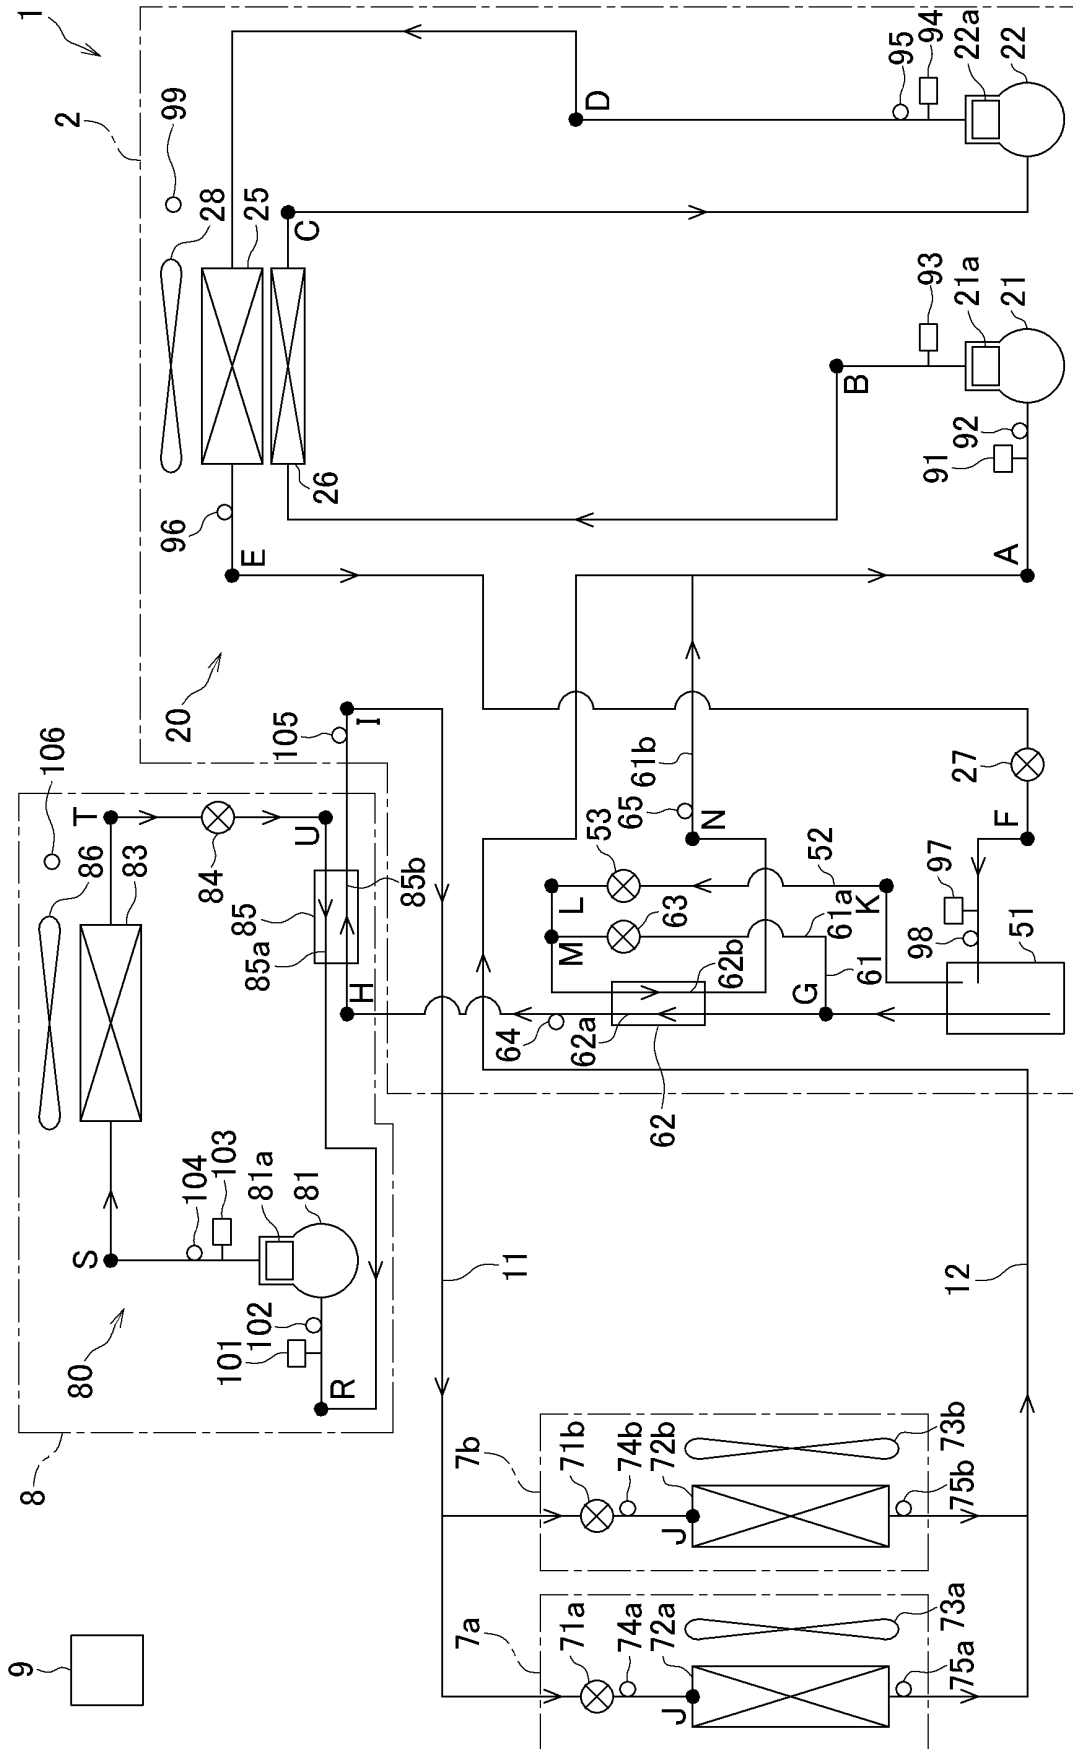 1
2
99
28
25
C
D
95
94
22a
22
26
96
E
B
93
21a
21
92
91
A
20
106
86
83
T
84
U
85
85a
85b
H
105
I
S
104
103
81a
81
101
102
R
80
8
9
61b
65
N
53
L
52
K
M
63
61a
61
62b
62a
62
64
G
27
F
97
98
51
11
12
7b
71b
74b
72b
J
73b
75b
7a
71a
74a
72a
J
73a
75a